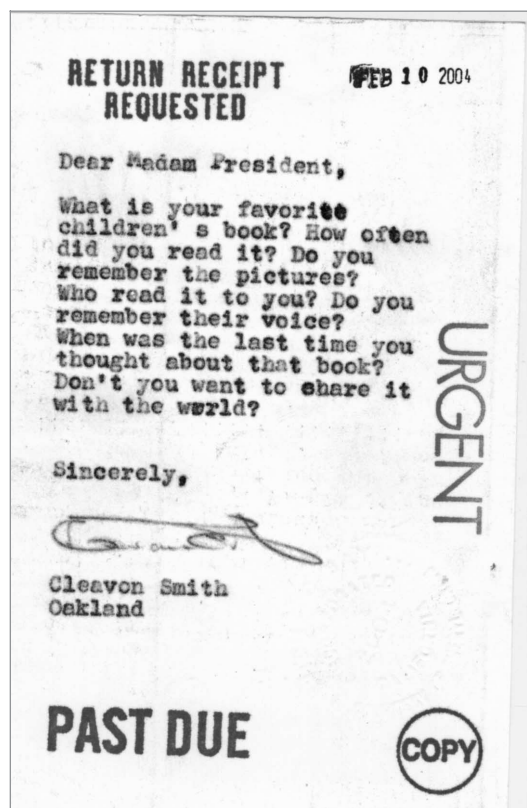 RETURN RECEIPT
REQUESTED
FEB 10 2004
Dear Madam President,
What is your favorite
children' s book? How often
did you read it? Do you
remember the pictures?
Who read it to you? Do you
remember their voice?
When was the last time you
thought about that book?
Don't you want to share it
with the world?
URGENT
Sincerely,
Cleavon Smith
Oakland
PAST DUE
COPY